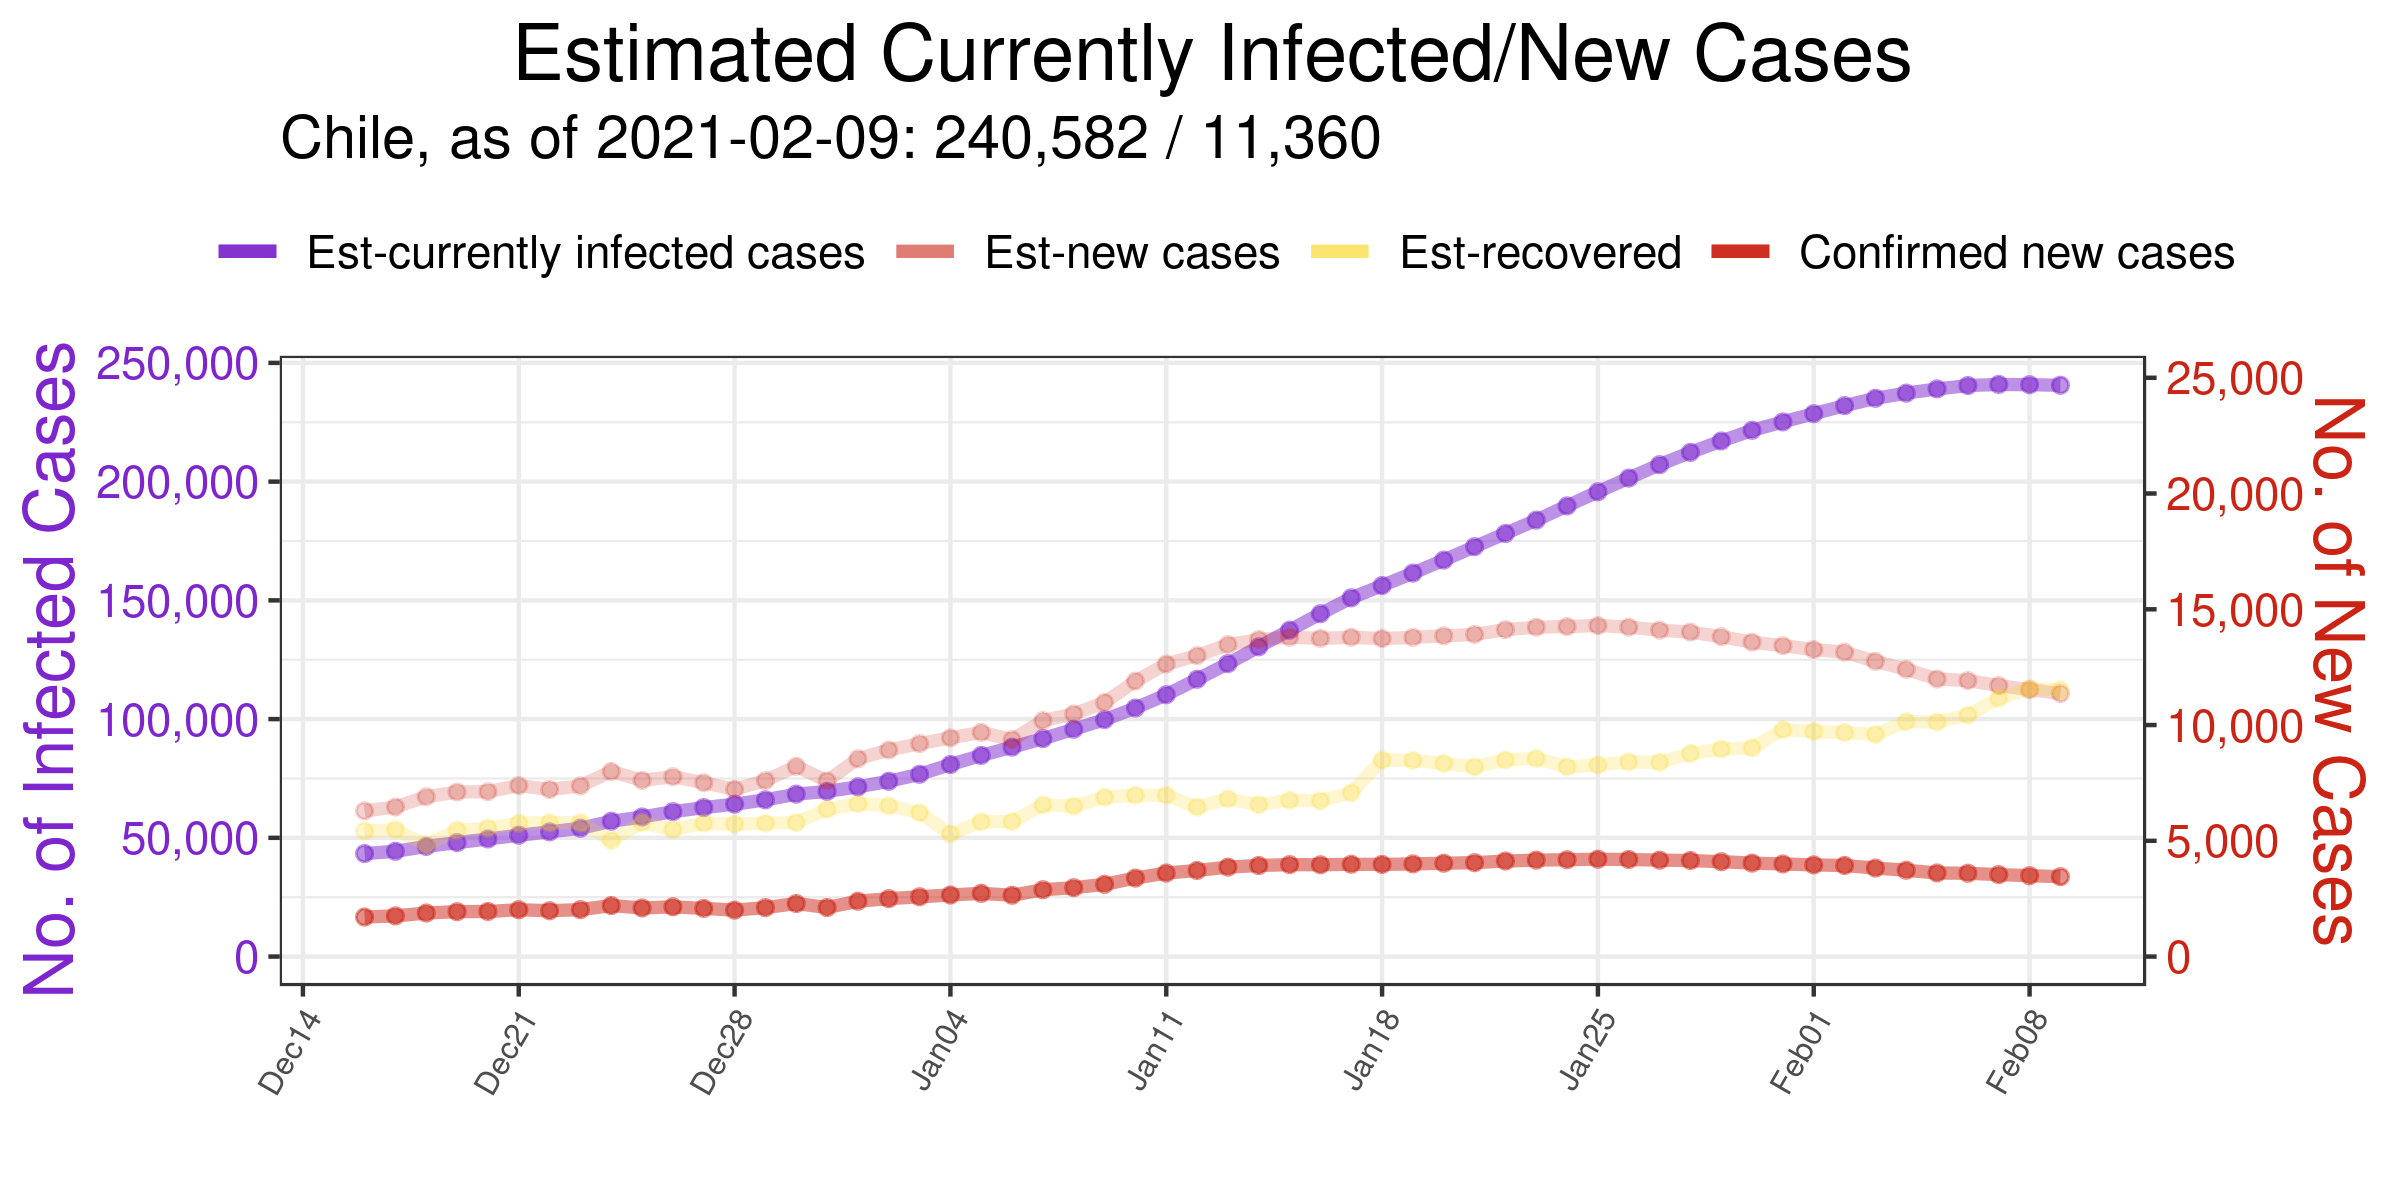 Estimated Currently Infected/New Cases
Chile, as of 2021-02-09: 240,582 / 11,360
Est-currently infected cases Est-new cases Est-recovered Confirmed new cases
No. of Infected Cases
250,000
200,000
150,000
100,000
50,000
0
25,000
20,000
15,000
10,000
5,000
0
No. of New Cases
Dec14 Dec21 Dec28 Jan04 Jan11 Jan18 Jan25 Feb01 Feb08